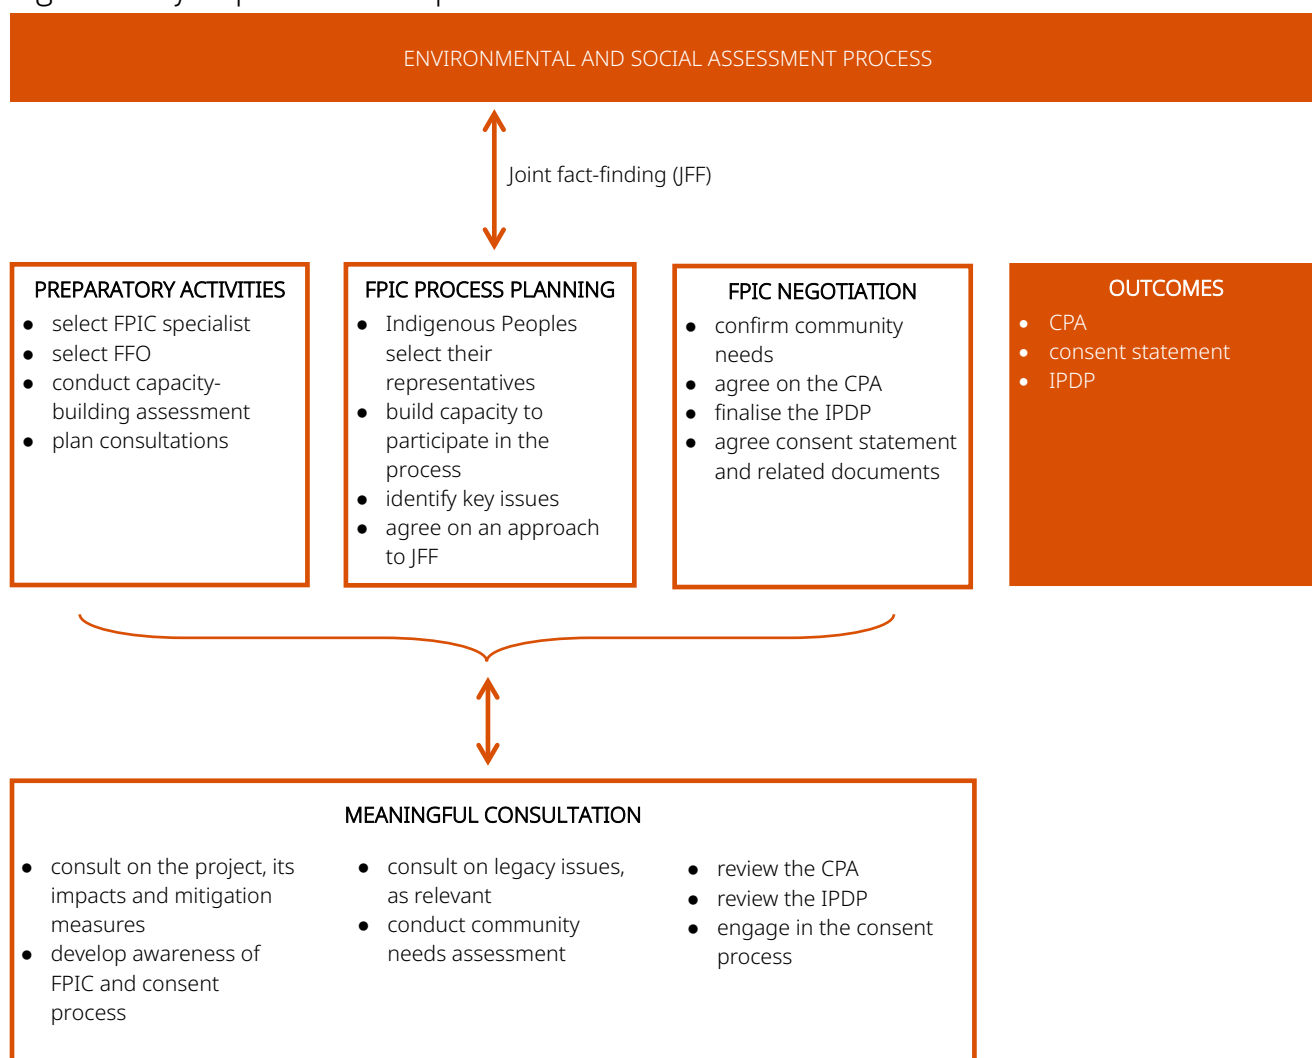 ENVIRONMENTAL AND SOCIAL ASSESSMENT PROCESS
Joint fact-finding (JFF)
PREPARATORY ACTIVITIES
● select FPIC specialist
● select FFO
● conduct capacity-
building assessment
● plan consultations
FPIC PROCESS PLANNING
● Indigenous Peoples
select their
representatives
● build capacity to
participate in the
process
● identify key issues
● agree on an approach
to JFF
FPIC NEGOTIATION
● confirm community
needs
● agree on the CPA
● finalise the IPDP
● agree consent statement
and related documents
OUTCOMES
● CPA
● consent statement
● IPDP
MEANINGFUL CONSULTATION
● consult on the project, its
impacts and mitigation
measures
● develop awareness of
FPIC and consent
process
● consult on legacy issues,
as relevant
● conduct community
needs assessment
● review the CPA
● review the IPDP
● engage in the consent
process